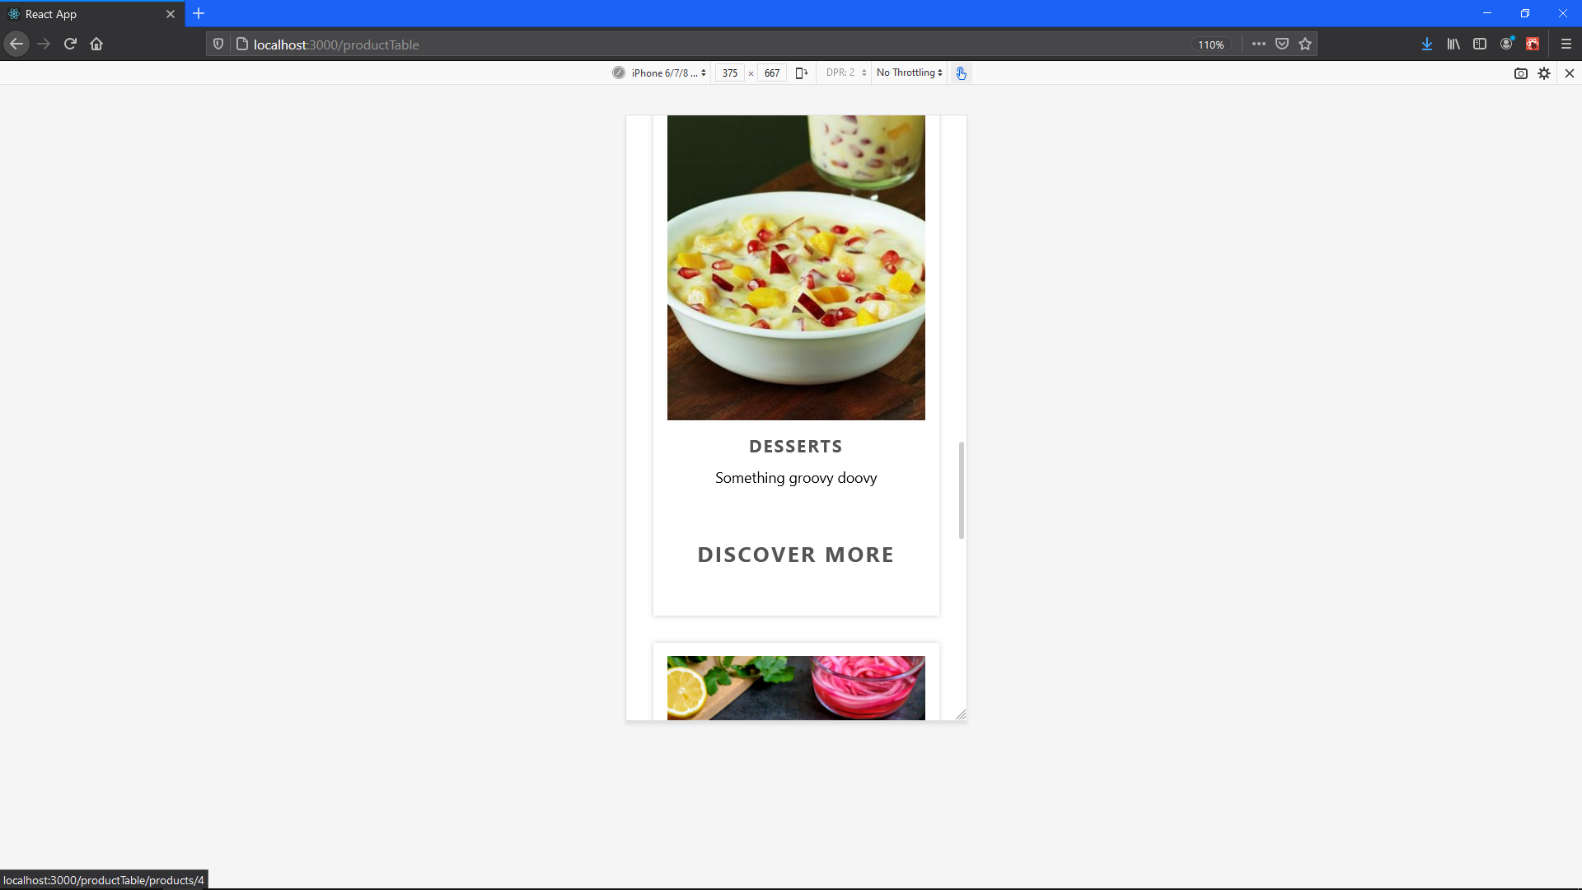 React App
localhost:3000/productTable
110%
iPhone 6/7/8 ...
375 × 667
DPR: 2
No Throttling
DESSERTS
Something groovy doovy
DISCOVER MORE
localhost:3000/productTable/products/4